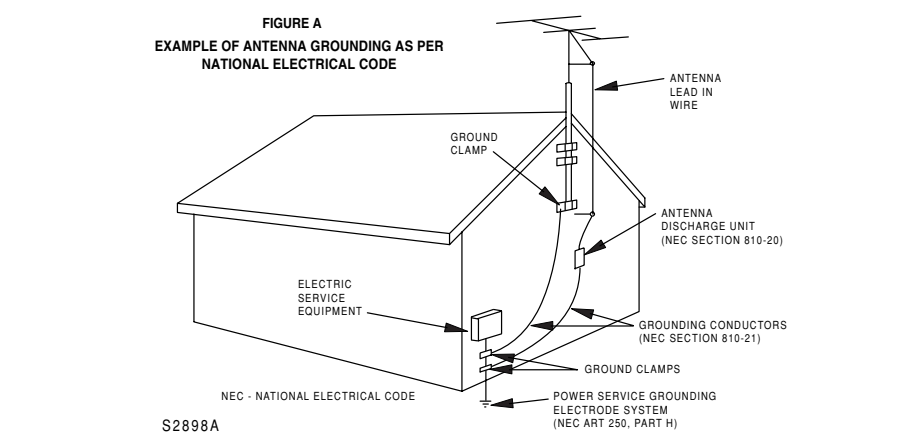 FIGURE A
EXAMPLE OF ANTENNA GROUNDING AS PER
NATIONAL ELECTRICAL CODE
ANTENNA
LEAD IN
WIRE
GROUND
CLAMP
ANTENNA
DISCHARGE UNIT
(NEC SECTION 810-20)
ELECTRIC
SERVICE
EQUIPMENT
GROUNDING CONDUCTORS
(NEC SECTION 810-21)
GROUND CLAMPS
NEC - NATIONAL ELECTRICAL CODE
POWER SERVICE GROUNDING
ELECTRODE SYSTEM
(NEC ART 250, PART H)
S2898A